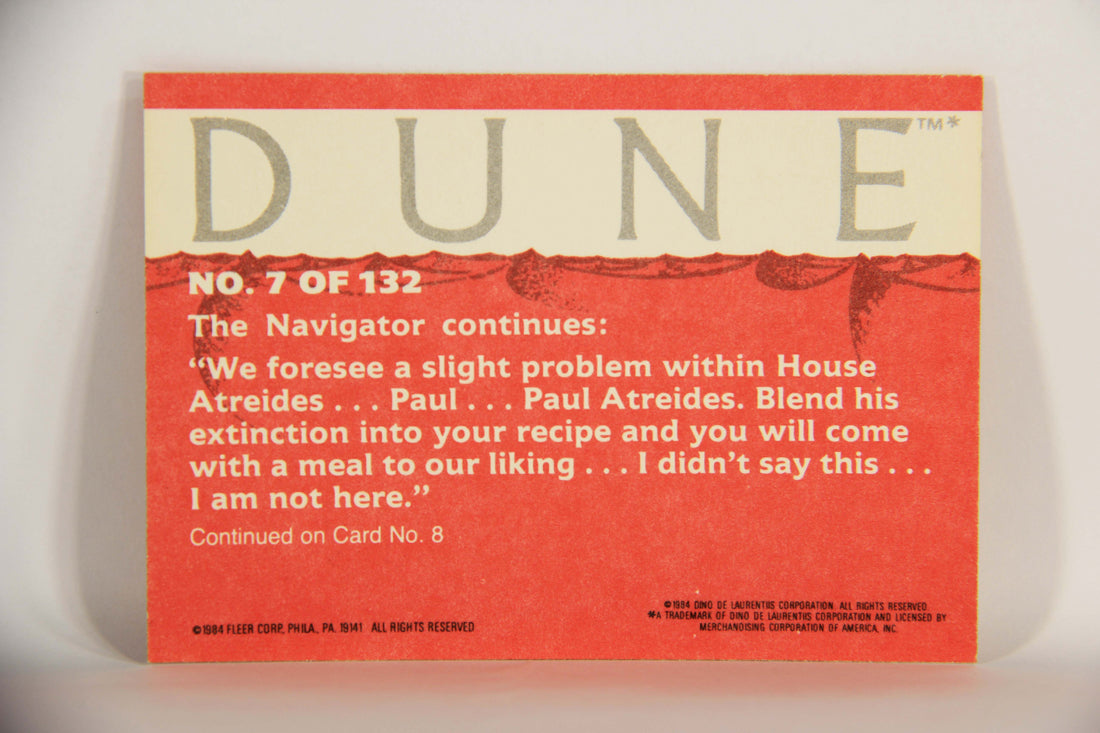 DUNE™*
NO. 7 OF 132
The Navigator continues:
“We foresee a slight problem within House
Atreides . . . Paul . . . Paul Atreides. Blend his
extinction into your recipe and you will come
with a meal to our liking . . . I didn’t say this . . .
I am not here.”
Continued on Card No. 8
©1984 FLEER CORP., PHILA., PA. 19141 ALL RIGHTS RESERVED
©1984 DINO DE LAURENTIIS CORPORATION. ALL RIGHTS RESERVED.
*A TRADEMARK OF DINO DE LAURENTIIS CORPORATION AND LICENSED BY
MERCHANDISING CORPORATION OF AMERICA, INC.